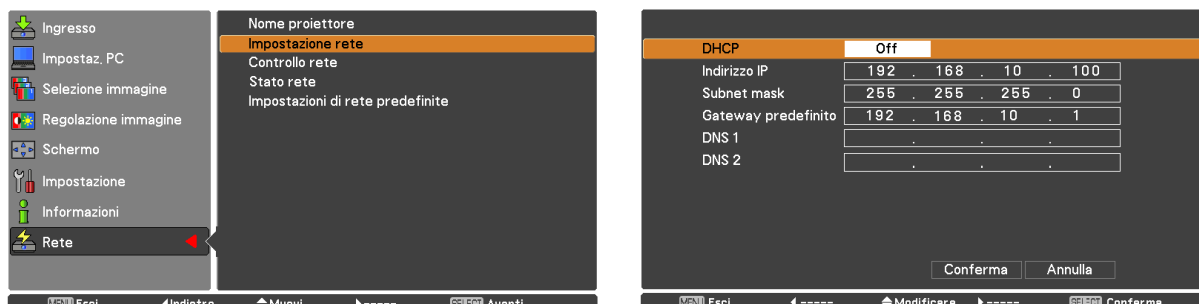 Ingresso
Impostaz. PC
Selezione immagine
Regolazione immagine
Schermo
Impostazione
Informazioni
Rete
Nome proiettore
Impostazione rete
Controllo rete
Stato rete
Impostazioni di rete predefinite
MENU Esci Indietro Muovi ----- SELECT Avanti
DHCP Off
Indirizzo IP 192 . 168 . 10 . 100
Subnet mask 255 . 255 . 255 . 0
Gateway predefinito 192 . 168 . 10 . 1
DNS 1 . . .
DNS 2 . . .
Conferma Annulla
MENU Esci ----- Modificare ----- SELECT Conferme